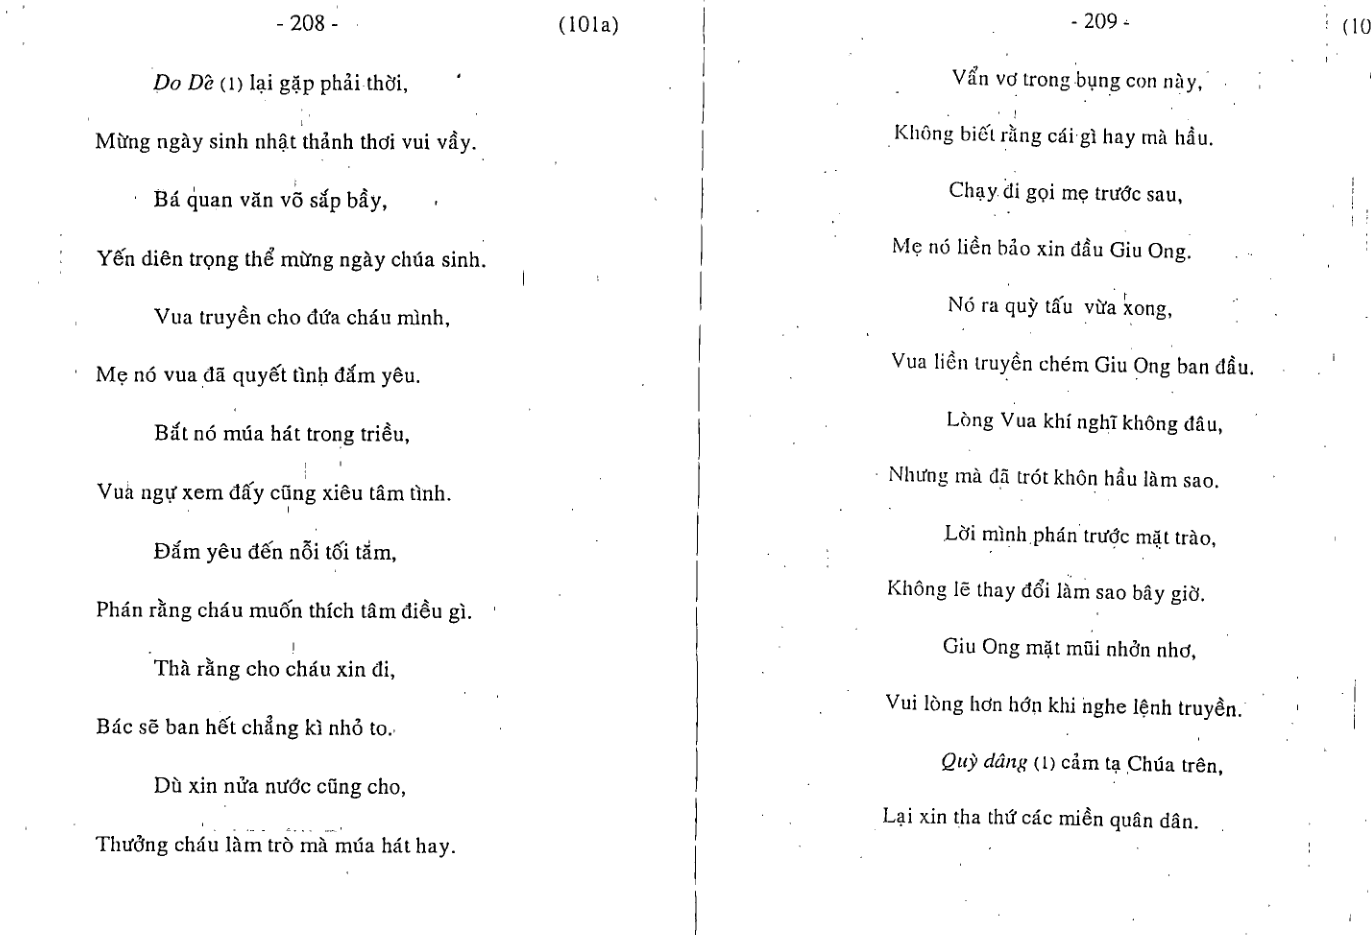 - 208 -
(101a)
Do Dê (1) lại gặp phải thời,
Mừng ngày sinh nhật thảnh thơi vui vầy.
Bá quan văn võ sắp bầy,
Yến diên trọng thể mừng ngày chúa sinh.
Vua truyền cho đứa cháu mình,
Mẹ nó vua đã quyết tình đắm yêu.
Bắt nó múa hát trong triều,
Vua ngự xem đấy cũng xiêu tâm tình.
Đắm yêu đến nỗi tối tăm,
Phán rằng cháu muốn thích tâm điều gì.
Thà rằng cho cháu xin đi,
Bác sẽ ban hết chẳng kì nhỏ to.
Dù xin nửa nước cũng cho,
Thưởng cháu làm trò mà múa hát hay.
- 209 -
(10
Vẩn vơ trong bụng con này,
Không biết rằng cái gì hay mà hầu.
Chạy đi gọi mẹ trước sau,
Mẹ nó liền bảo xin đầu Giu Ong.
Nó ra quỳ tấu vừa xong,
Vua liền truyền chém Giu Ong ban đầu.
Lòng Vua khí nghĩ không đâu,
Nhưng mà đã trót khôn hầu làm sao.
Lời mình phán trước mặt trào,
Không lẽ thay đổi làm sao bây giờ.
Giu Ong mặt mũi nhởn nhơ,
Vui lòng hơn hớn khi nghe lệnh truyền.
Quỳ dâng (1) cảm tạ Chúa trên,
Lại xin tha thứ các miền quân dân.